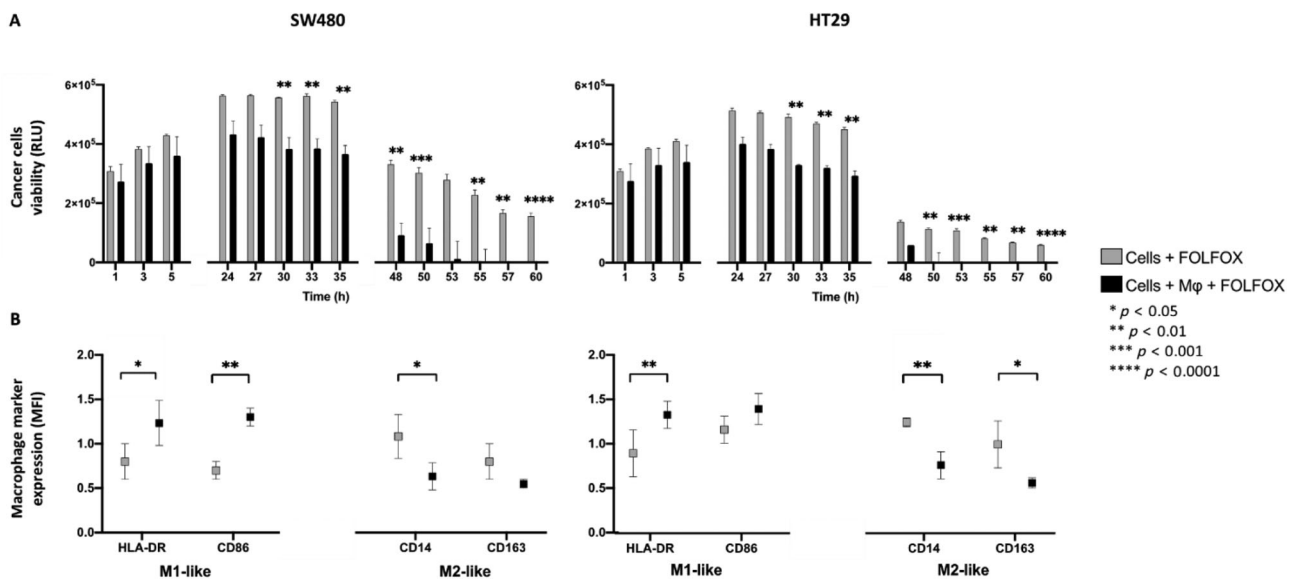 A
SW480
HT29
Cancer cells
viability (RLU)
6×10⁵
4×10⁵
2×10⁵
0
1 3 5
24 27 30 33 35
48 50 53 55 57 60
** ** **
** *** ** ** ****
Time (h)
6×10⁵
4×10⁵
2×10⁵
0
1 3 5
24 27 30 33 35
48 50 53 55 57 60
** ** **
** *** ** ** ****
Time (h)
Cells + FOLFOX
Cells + Mφ + FOLFOX
* p < 0.05
** p < 0.01
*** p < 0.001
**** p < 0.0001
B
Macrophage marker
expression (MFI)
2.0
1.5
1.0
0.5
0.0
* **
*
HLA-DR CD86
CD14 CD163
M1-like
M2-like
2.0
1.5
1.0
0.5
0.0
**
** *
HLA-DR CD86
CD14 CD163
M1-like
M2-like